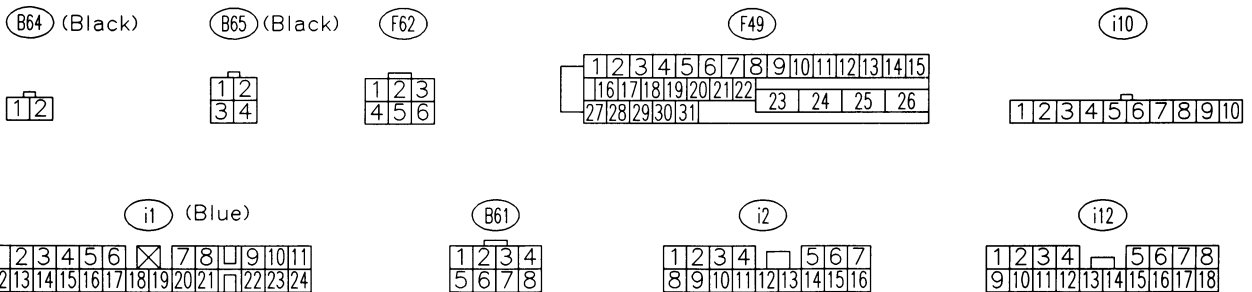 B64 (Black) B65 (Black) F62 F49 i10
1 2 3 4 5 6 7 8 9 10 11 12 13 14 15
1 2 1 2 3 16 17 18 19 20 21 22 23 24 25 26
1 2 3 4 4 5 6 27 28 29 30 31 1 2 3 4 5 6 7 8 9 10
i1 (Blue) B61 i2 i12
2 3 4 5 6 7 8 9 10 11 1 2 3 4 1 2 3 4 5 6 7 1 2 3 4 5 6 7 8
2 13 14 15 16 17 18 19 20 21 22 23 24 5 6 7 8 8 9 10 11 12 13 14 15 16 9 10 11 12 13 14 15 16 17 18